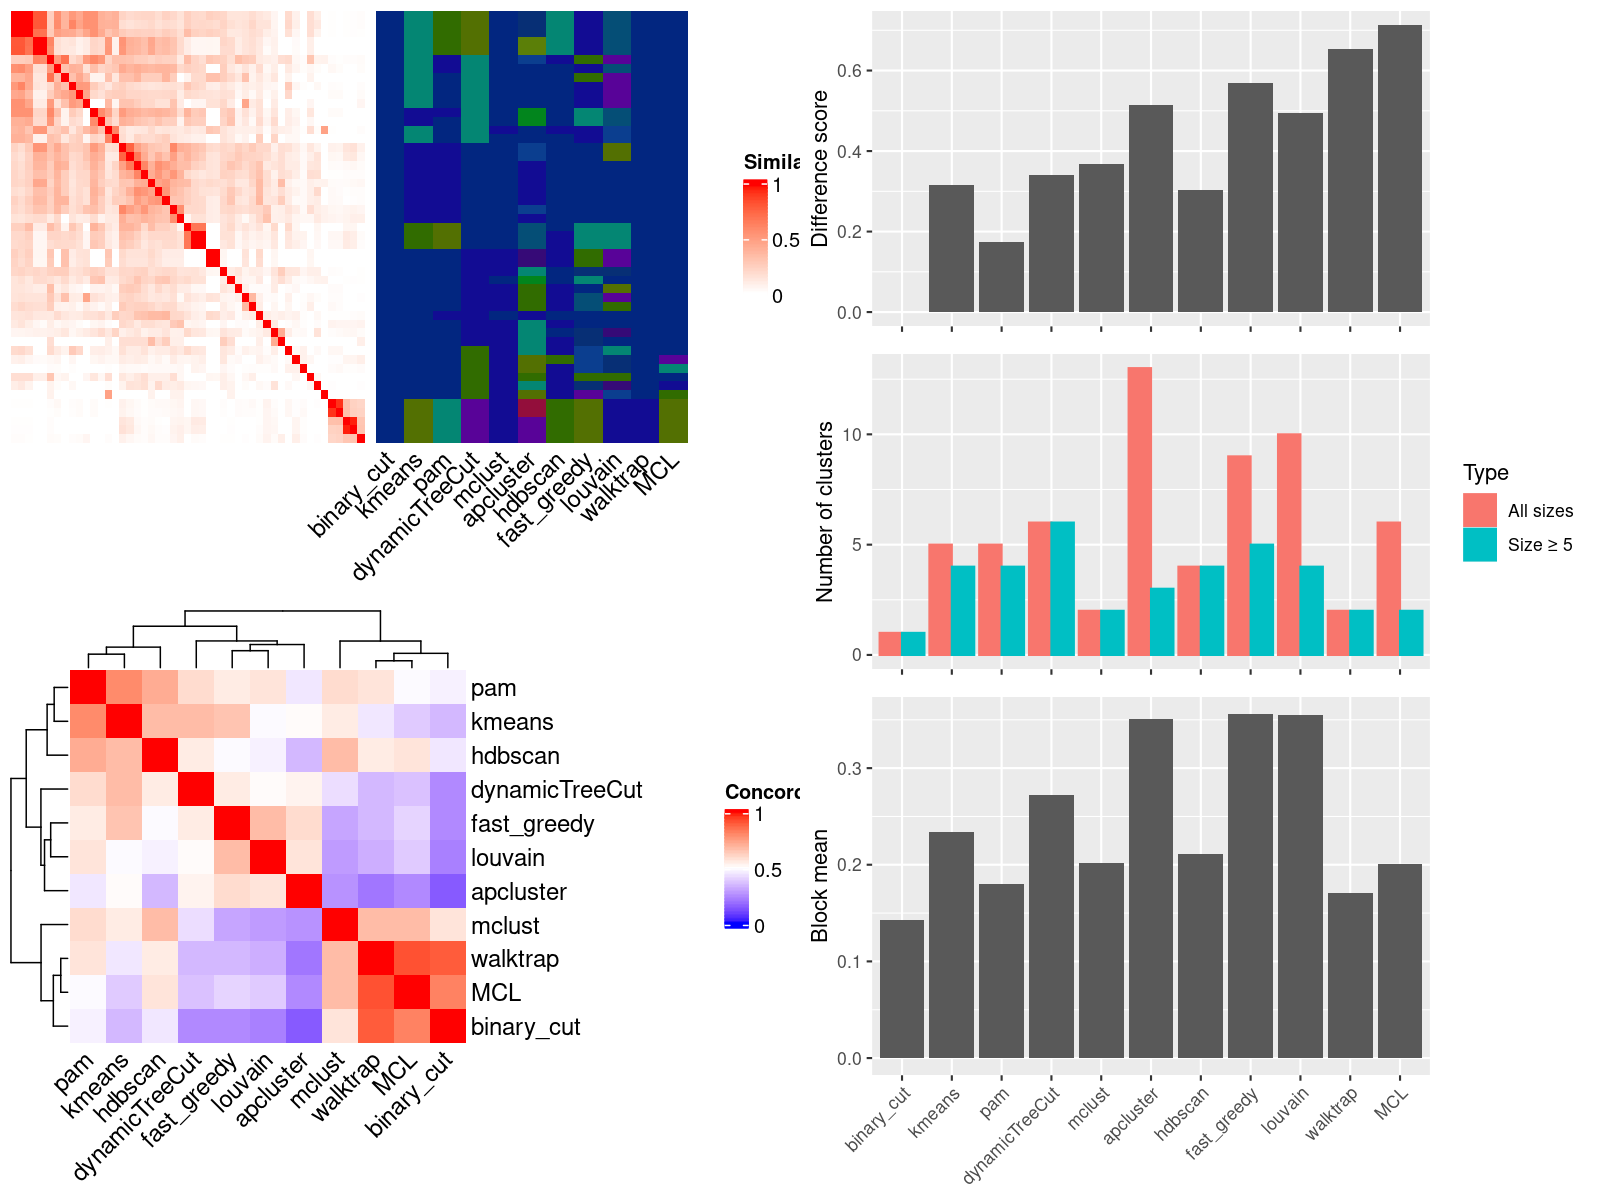 Simila
1
0.5
0
binary_cut
kmeans
pam
dynamicTreeCut
mclust
apcluster
hdbscan
fast_greedy
louvain
walktrap
MCL
pam
kmeans
hdbscan
dynamicTreeCut
fast_greedy
louvain
apcluster
mclust
walktrap
MCL
binary_cut
pam
kmeans
hdbscan
dynamicTreeCut
fast_greedy
louvain
apcluster
mclust
walktrap
MCL
binary_cut
Concord
1
0.5
0
Difference score
0.6
0.4
0.2
0.0
Number of clusters
10
5
0
Type
All sizes
Size ≥ 5
Block mean
0.3
0.2
0.1
0.0
binary_cut
kmeans
pam
dynamicTreeCut
mclust
apcluster
hdbscan
fast_greedy
louvain
walktrap
MCL